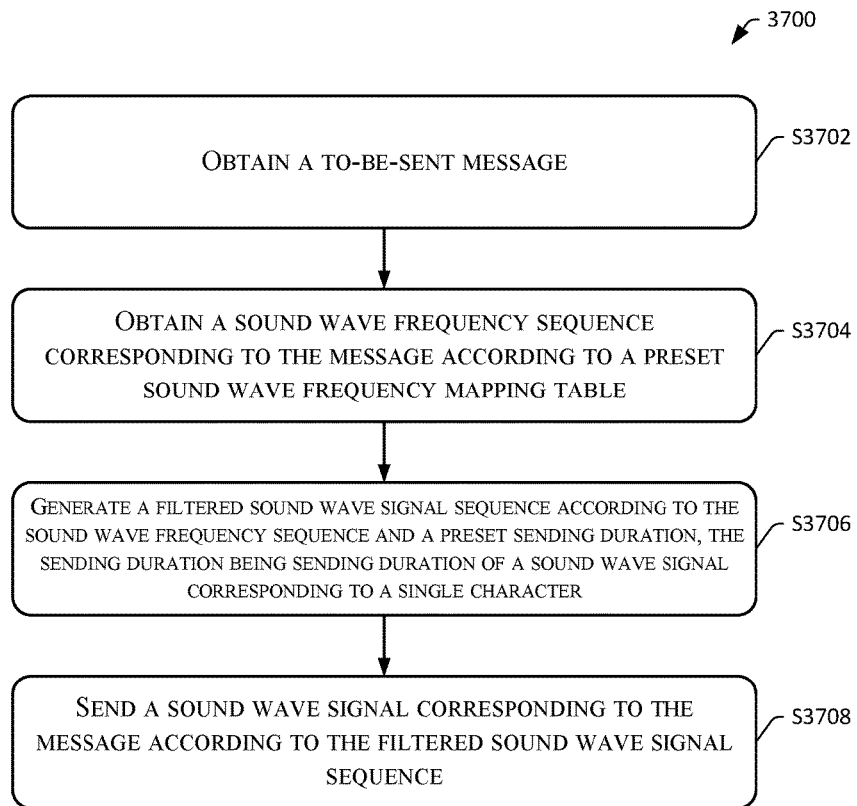 3700
OBTAIN A TO-BE-SENT MESSAGE
S3702
OBTAIN A SOUND WAVE FREQUENCY SEQUENCE
CORRESPONDING TO THE MESSAGE ACCORDING TO A PRESET
SOUND WAVE FREQUENCY MAPPING TABLE
S3704
GENERATE A FILTERED SOUND WAVE SIGNAL SEQUENCE ACCORDING TO THE
SOUND WAVE FREQUENCY SEQUENCE AND A PRESET SENDING DURATION, THE
SENDING DURATION BEING SENDING DURATION OF A SOUND WAVE SIGNAL
CORRESPONDING TO A SINGLE CHARACTER
S3706
SEND A SOUND WAVE SIGNAL CORRESPONDING TO THE
MESSAGE ACCORDING TO THE FILTERED SOUND WAVE SIGNAL
SEQUENCE
S3708